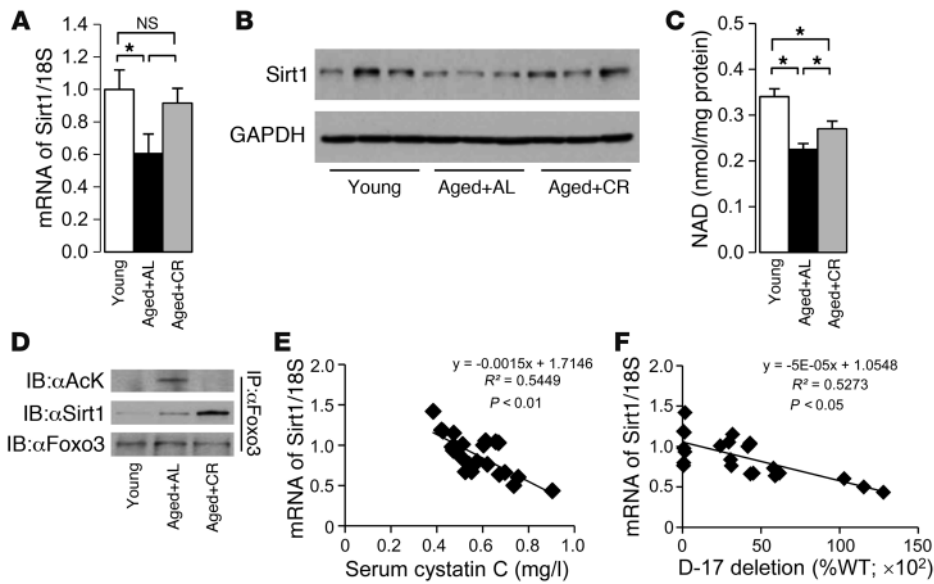 A
mRNA of Sirt1/18S
1.4
1.2
1.0
0.8
0.6
0.4
0.2
0.0
NS
*
Young
Aged+AL
Aged+CR
B
Sirt1
GAPDH
Young Aged+AL Aged+CR
C
NAD (nmol/mg protein)
0.5
0.4
0.3
0.2
0.1
0.0
*
* *
Young
Aged+AL
Aged+CR
D
IB:αAcK
IB:αSirt1
IB:αFoxo3
IP:αFoxo3
Young
Aged+AL
Aged+CR
E
mRNA of Sirt1/18S
2.0
1.5
1.0
0.5
0
y = -0.0015x + 1.7146
R² = 0.5449
P < 0.01
0 0.2 0.4 0.6 0.8 1.0
Serum cystatin C (mg/l)
F
mRNA of Sirt1/18S
2.0
1.5
1.0
0.5
0
y = -5E-05x + 1.0548
R² = 0.5273
P < 0.05
0 50 100 150
D-17 deletion (%WT; ×10²)